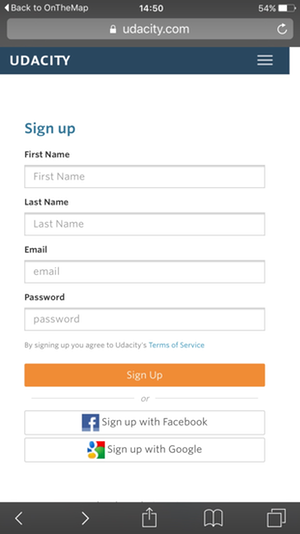 Back to OnTheMap 14:50 54%
udacity.com
UDACITY
Sign up
First Name
First Name
Last Name
Last Name
Email
email
Password
password
By signing up you agree to Udacity's Terms of Service
Sign Up
or
Sign up with Facebook
Sign up with Google